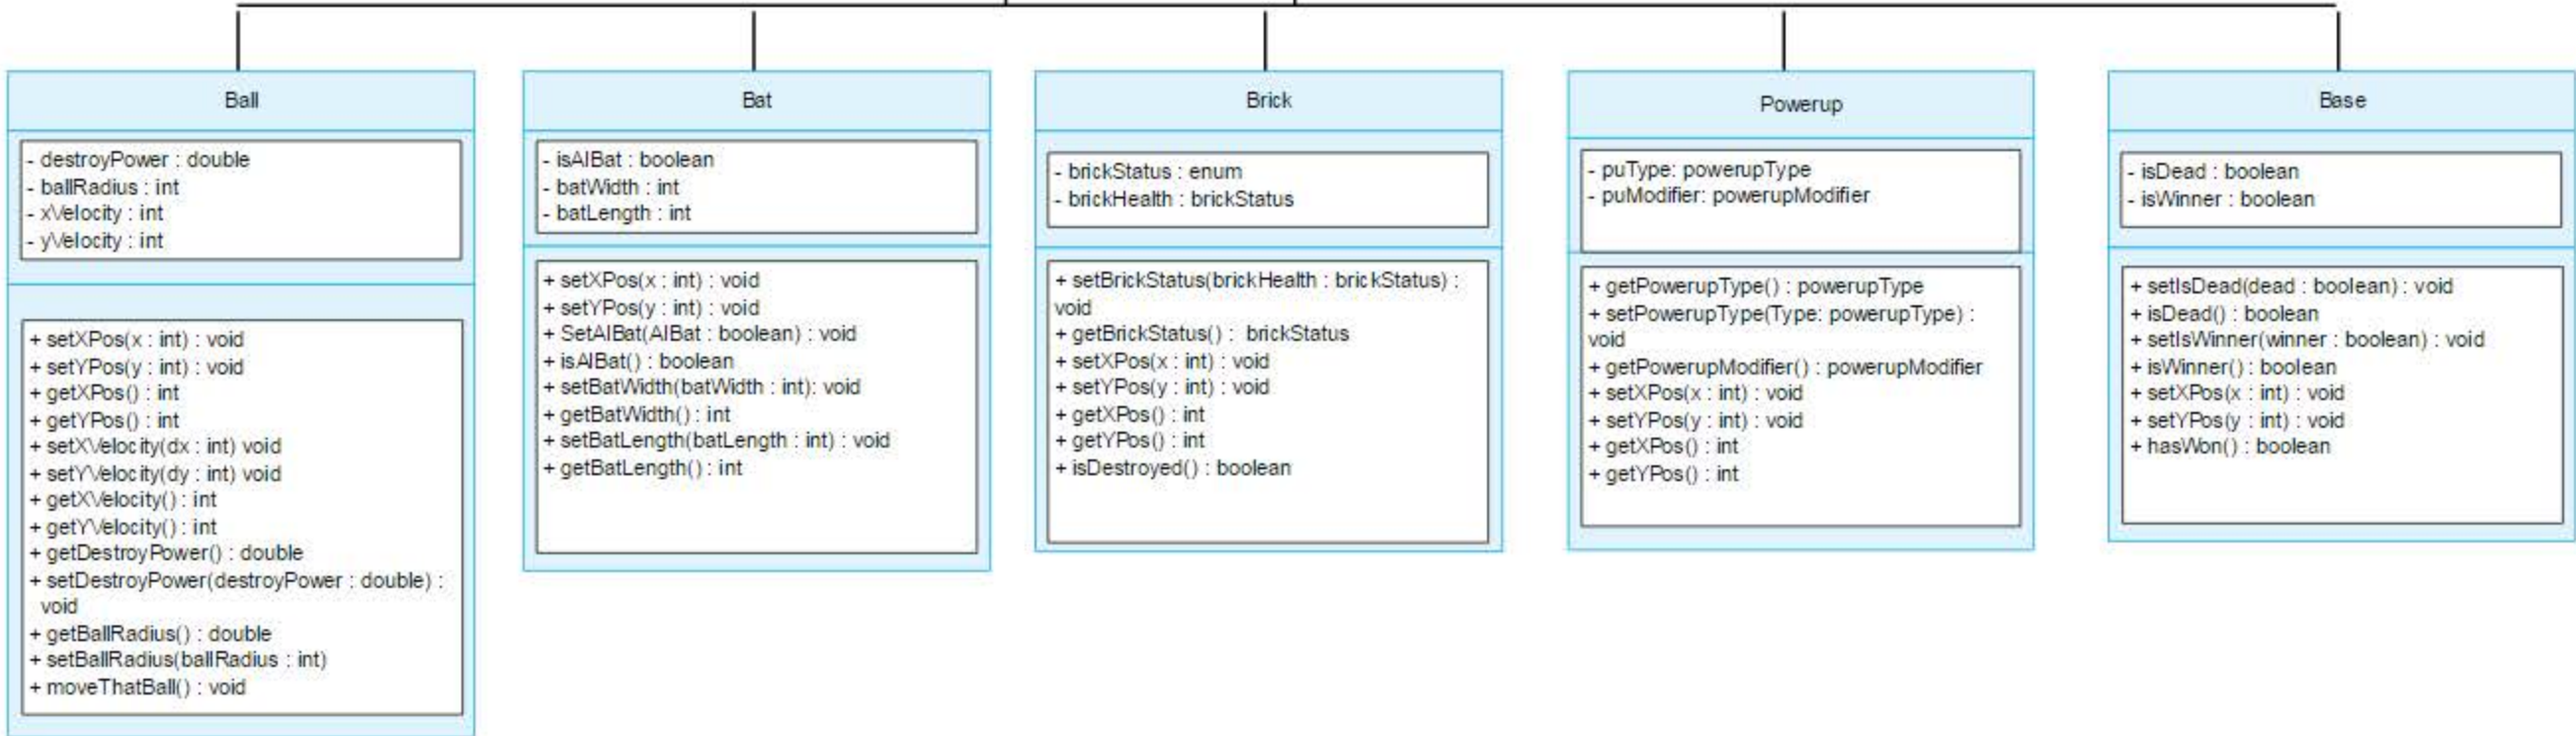 Ball
- destroyPower : double
- ballRadius : int
- xVelocity : int
- yVelocity : int
+ setXPos(x : int) : void
+ setYPos(y : int) : void
+ getXPos() : int
+ getYPos() : int
+ setXVelocity(dx : int) void
+ setYVelocity(dy : int) void
+ getXVelocity() : int
+ getYVelocity() : int
+ getDestroyPower() : double
+ setDestroyPower(destroyPower : double) :
void
+ getBallRadius() : double
+ setBallRadius(ballRadius : int)
+ moveThatBall() : void
Bat
- isAIBat : boolean
- batWidth : int
- batLength : int
+ setXPos(x : int) : void
+ setYPos(y : int) : void
+ SetAIBat(AIBat : boolean) : void
+ isAIBat() : boolean
+ setBatWidth(batWidth : int): void
+ getBatWidth() : int
+ setBatLength(batLength : int) : void
+ getBatLength() : int
Brick
- brickStatus : enum
- brickHealth : brickStatus
+ setBrickStatus(brickHealth : brickStatus) :
void
+ getBrickStatus() : brickStatus
+ setXPos(x : int) : void
+ setYPos(y : int) : void
+ getXPos() : int
+ getYPos() : int
+ isDestroyed() : boolean
Powerup
- puType: powerupType
- puModifier: powerupModifier
+ getPowerupType() : powerupType
+ setPowerupType(Type: powerupType) :
void
+ getPowerupModifier() : powerupModifier
+ setXPos(x : int) : void
+ setYPos(y : int) : void
+ getXPos() : int
+ getYPos() : int
Base
- isDead : boolean
- isWinner : boolean
+ setIsDead(dead : boolean) : void
+ isDead() : boolean
+ setIsWinner(winner : boolean) : void
+ isWinner() : boolean
+ setXPos(x : int) : void
+ setYPos(y : int) : void
+ hasWon() : boolean